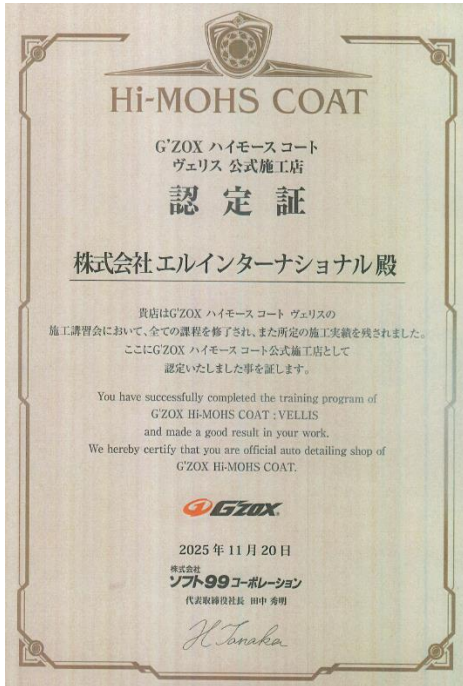 Hi-MOHS COAT
G'ZOX ハイモース コート
ヴェリス 公式施工店
認定証
株式会社エルインターナショナル 殿
貴店はG'ZOX ハイモース コート ヴェリスの
施工講習会において、全ての課程を修了され、また所定の施工実績を残されました。
ここにG'ZOX ハイモース コート公式施工店として
認定いたしました事を証します。
You have successfully completed the training program of
G'ZOX Hi-MOHS COAT : VELLIS
and made a good result in your work.
We hereby certify that you are official auto detailing shop of
G'ZOX Hi-MOHS COAT.
G'ZOX
2025年11月20日
株式会社
ソフト99コーポレーション
代表取締役社長 田中 秀明
H Tanaka